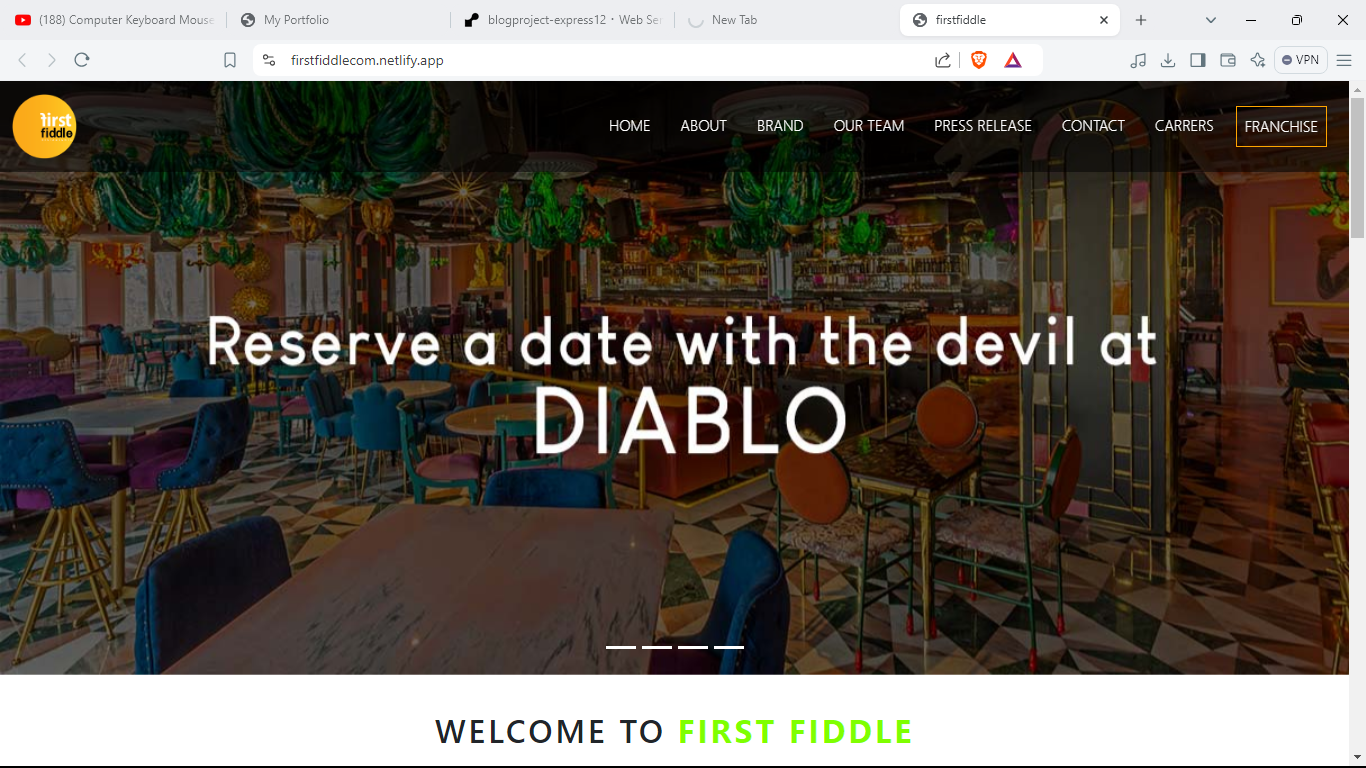 (188) Computer Keyboard Mouse
My Portfolio
blogproject-express12 · Web Ser
New Tab
firstfiddle
firstfiddlecom.netlify.app
VPN
first
fiddle
HOME
ABOUT
BRAND
OUR TEAM
PRESS RELEASE
CONTACT
CARRERS
FRANCHISE
Reserve a date with the devil at
DIABLO
WELCOME TO FIRST FIDDLE